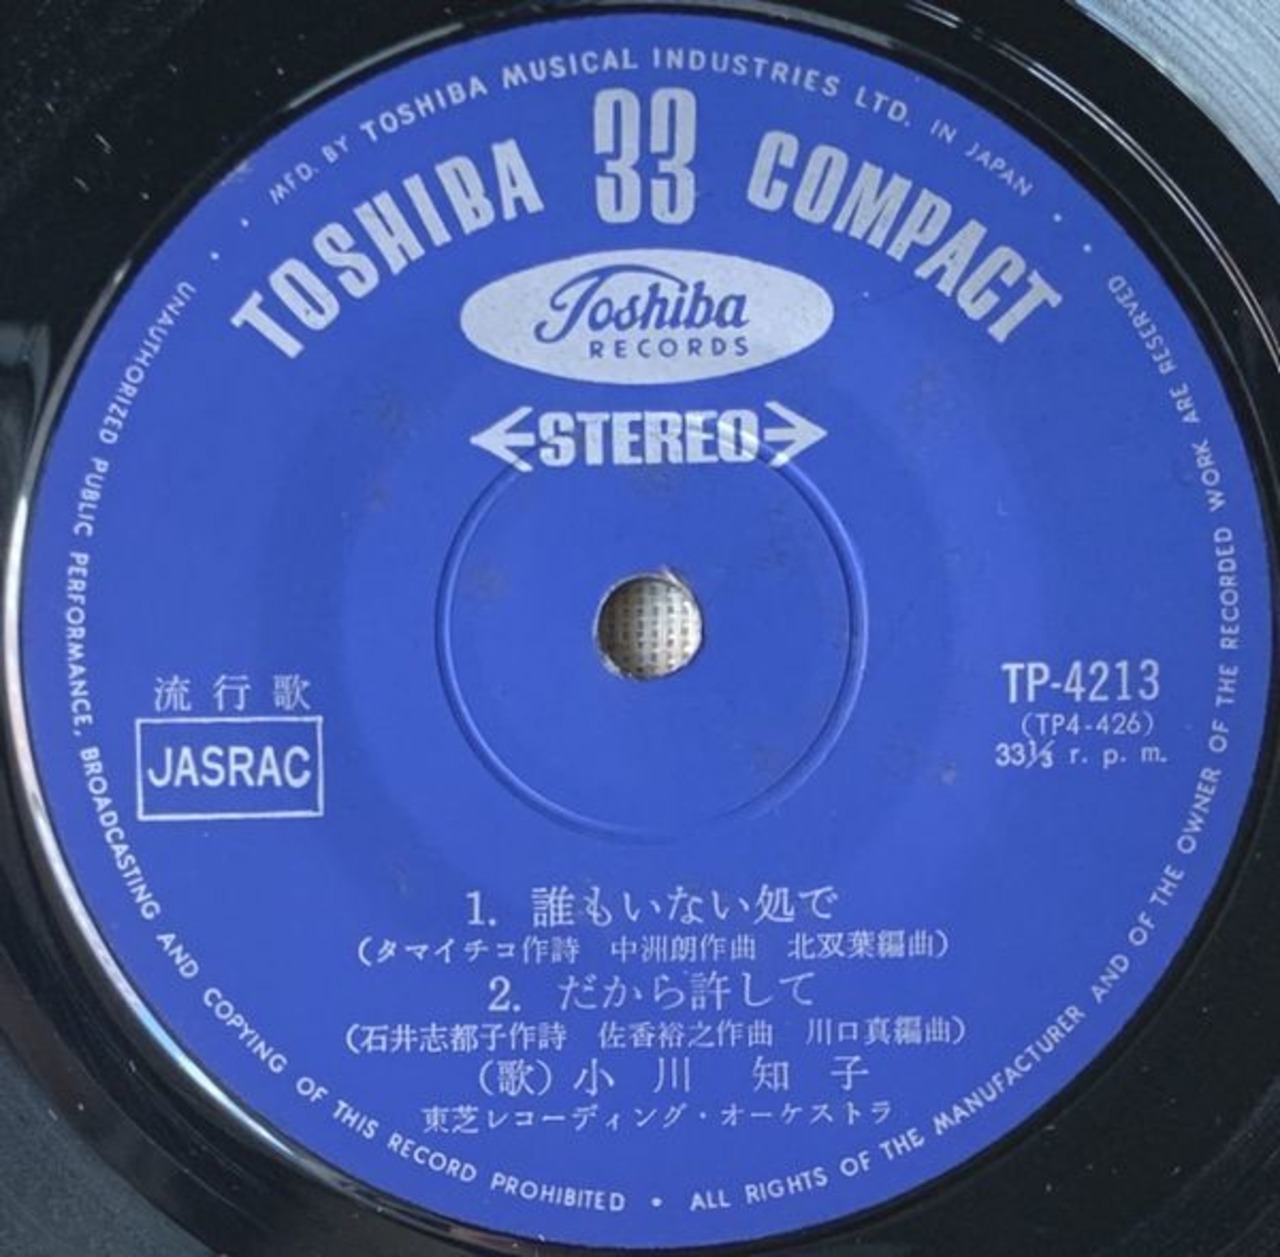 MFD. BY TOSHIBA MUSICAL INDUSTRIES LTD. IN JAPAN
TOSHIBA 33 COMPACT
Toshiba
RECORDS
STEREO
流行歌
JASRAC
TP-4213
(TP4-426)
33⅓ r. p. m.
1. 誰もいない処で
(タマイチコ作詩 中洲朗作曲 北双葉編曲)
2. だから許して
(石井志都子作詩 佐香裕之作曲 川口真編曲)
(歌) 小川 知子
東芝レコーディング・オーケストラ
UNAUTHORIZED PUBLIC PERFORMANCE, BROADCASTING AND COPYING OF THIS RECORD PROHIBITED • ALL RIGHTS OF THE MANUFACTURER AND OF THE OWNER OF THE RECORDED WORK ARE RESERVED